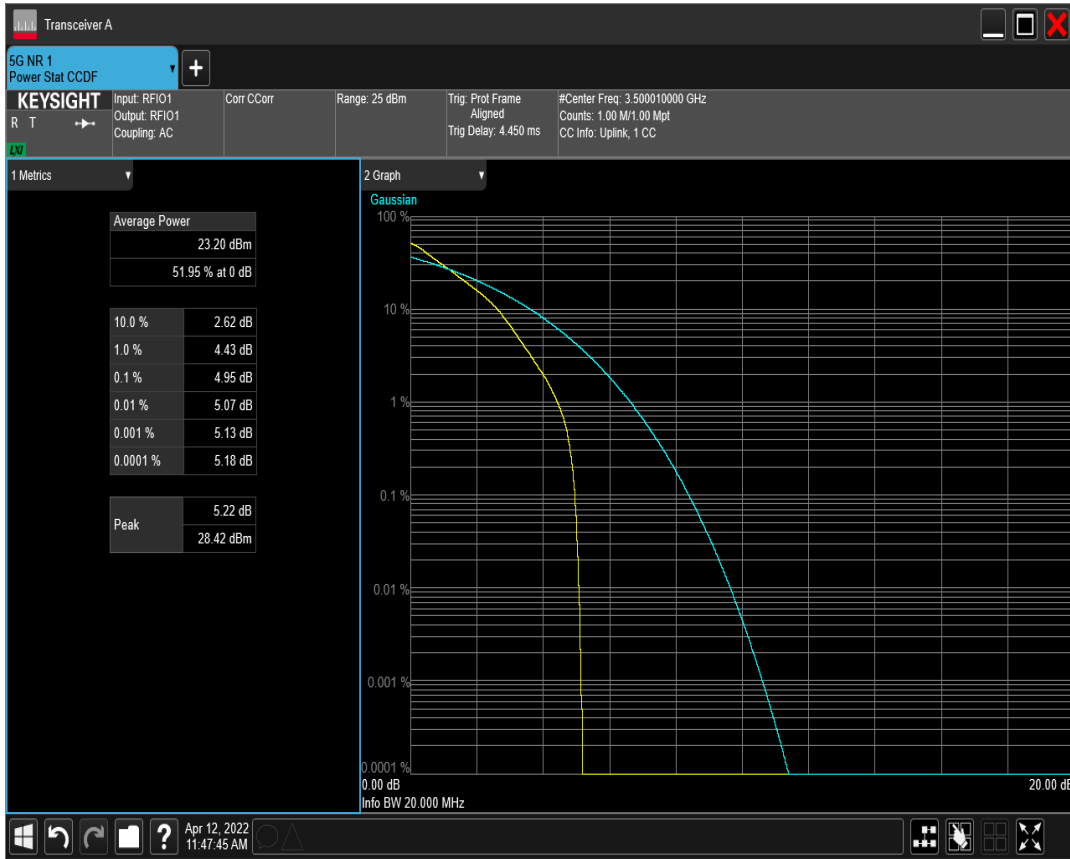 Transceiver A
5G NR 1
Power Stat CCDF
+
KEYSIGHT
R T
LXI
Input: RFIO1
Output: RFIO1
Coupling: AC
Corr CCorr
Range: 25 dBm
Trig: Prot Frame
Aligned
Trig Delay: 4.450 ms
#Center Freq: 3.500010000 GHz
Counts: 1.00 M/1.00 Mpt
CC Info: Uplink, 1 CC
1 Metrics
Average Power
23.20 dBm
51.95 % at 0 dB
10.0 % 2.62 dB
1.0 % 4.43 dB
0.1 % 4.95 dB
0.01 % 5.07 dB
0.001 % 5.13 dB
0.0001 % 5.18 dB
Peak
5.22 dB
28.42 dBm
2 Graph
Gaussian
100 %
10 %
1 %
0.1 %
0.01 %
0.001 %
0.0001 %
0.00 dB 20.00 dB
Info BW 20.000 MHz
?
Apr 12, 2022
11:47:45 AM